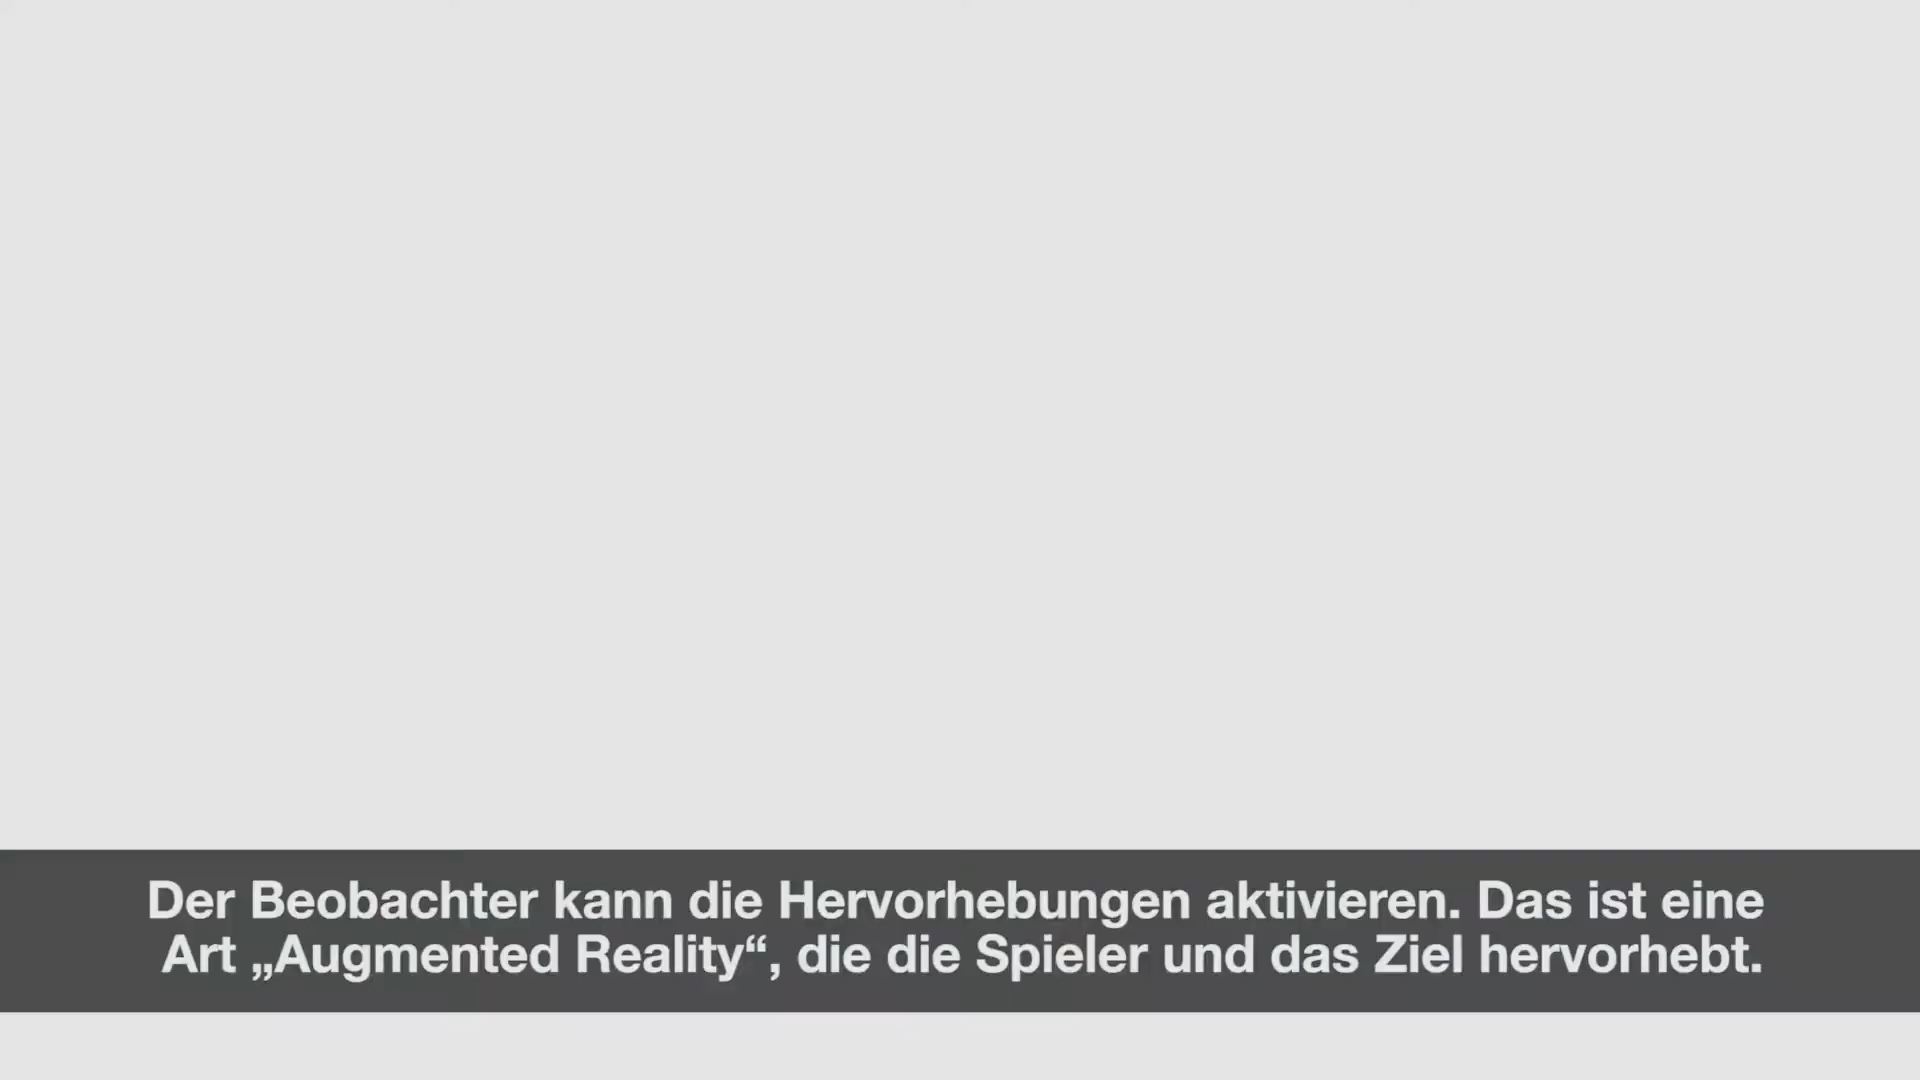 Der Beobachter kann die Hervorhebungen aktivieren. Das ist eine
Art „Augmented Reality“, die die Spieler und das Ziel hervorhebt.